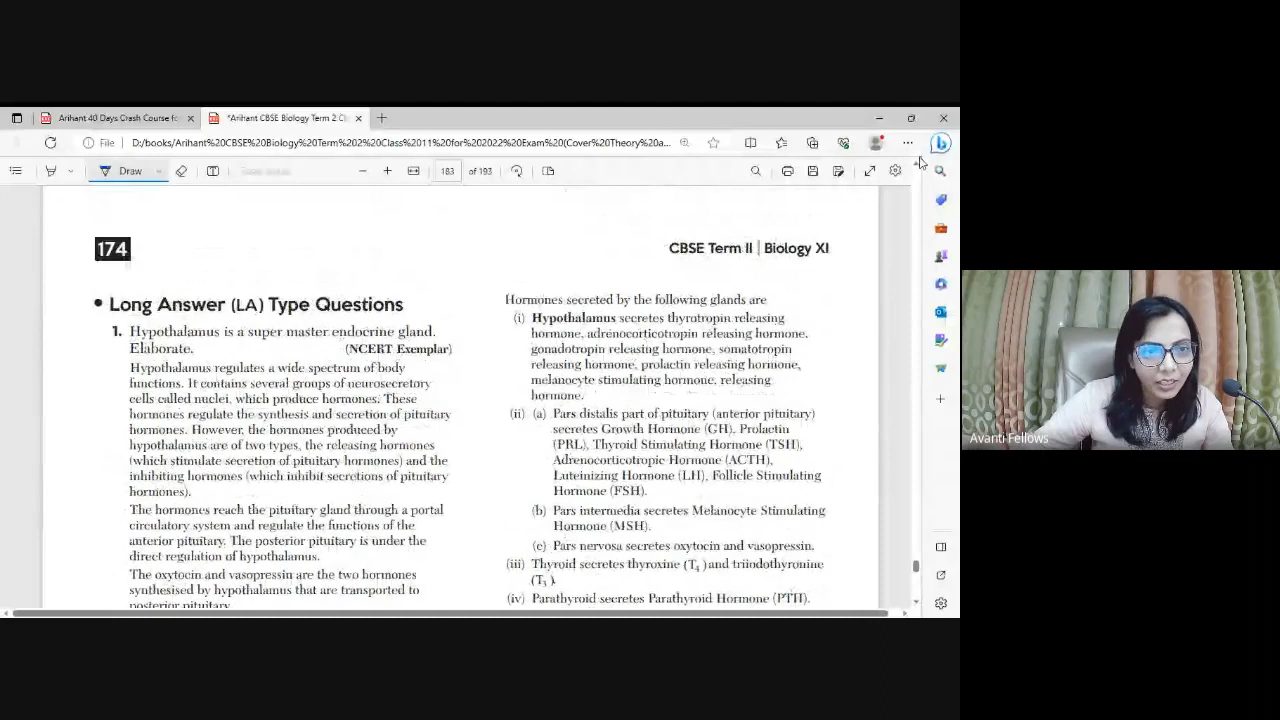 Arihant 40 Days Crash Course fo
*Arihant CBSE Biology Term 2 Cl
File
D:/books/Arihant%20CBSE%20Biology%20Term%202%20Class%2011%20for%202022%20Exam%20(Cover%20Theory%20a...
Draw
183
of 193
174
CBSE Term II | Biology XI
• Long Answer (LA) Type Questions
1. Hypothalamus is a super master endocrine gland.
Elaborate. (NCERT Exemplar)
Hypothalamus regulates a wide spectrum of body
functions. It contains several groups of neurosecretory
cells called nuclei, which produce hormones. These
hormones regulate the synthesis and secretion of pituitary
hormones. However, the hormones produced by
hypothalamus are of two types, the releasing hormones
(which stimulate secretion of pituitary hormones) and the
inhibiting hormones (which inhibit secretions of pituitary
hormones).
The hormones reach the pituitary gland through a portal
circulatory system and regulate the functions of the
anterior pituitary. The posterior pituitary is under the
direct regulation of hypothalamus.
The oxytocin and vasopressin are the two hormones
synthesised by hypothalamus that are transported to
posterior pituitary.
Hormones secreted by the following glands are
(i) Hypothalamus secretes thyrotropin releasing
hormone, adrenocorticotropin releasing hormone,
gonadotropin releasing hormone, somatotropin
releasing hormone, prolactin releasing hormone,
melanocyte stimulating hormone, releasing
hormone.
(ii) (a) Pars distalis part of pituitary (anterior pituitary)
secretes Growth Hormone (GH). Prolactin
(PRL), Thyroid Stimulating Hormone (TSH),
Adrenocorticotropic Hormone (ACTH),
Luteinizing Hormone (LH), Follicle Stimulating
Hormone (FSH).
(b) Pars intermedia secretes Melanocyte Stimulating
Hormone (MSH).
(c) Pars nervosa secretes oxytocin and vasopressin.
(iii) Thyroid secretes thyroxine (T₄) and triiodothyronine
(T₃).
(iv) Parathyroid secretes Parathyroid Hormone (PTH).
Avanti Fellows